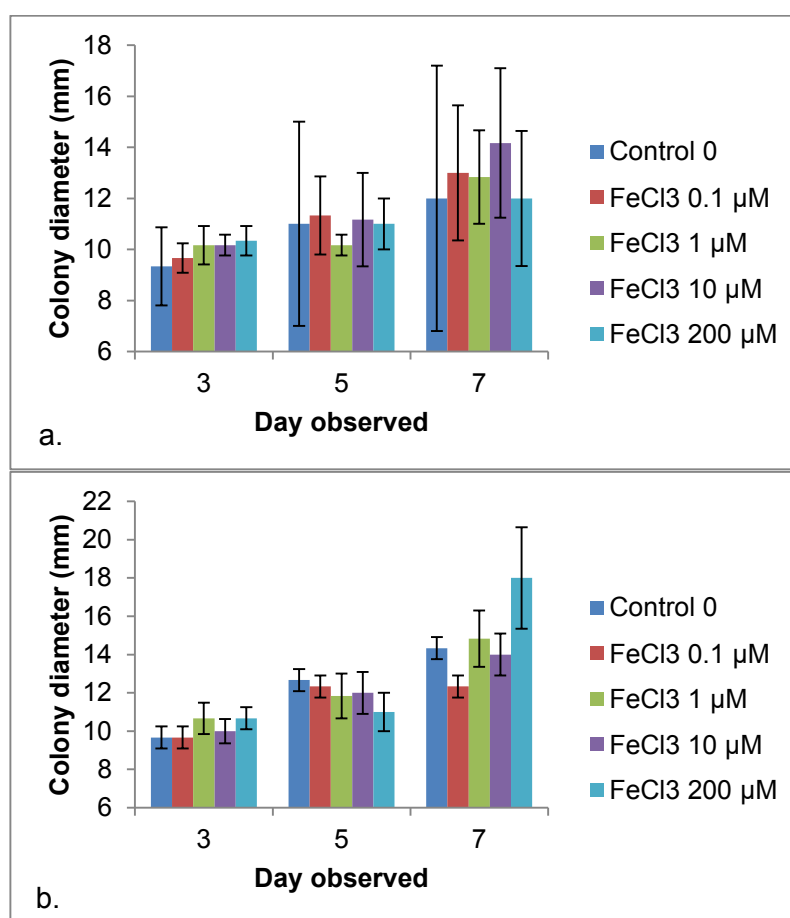 18
16
14
12
10
8
6
Colony diameter (mm)
3 5 7
Day observed
Control 0
FeCl3 0.1 µM
FeCl3 1 µM
FeCl3 10 µM
FeCl3 200 µM
a.
22
20
18
16
14
12
10
8
6
Colony diameter (mm)
3 5 7
Day observed
Control 0
FeCl3 0.1 µM
FeCl3 1 µM
FeCl3 10 µM
FeCl3 200 µM
b.